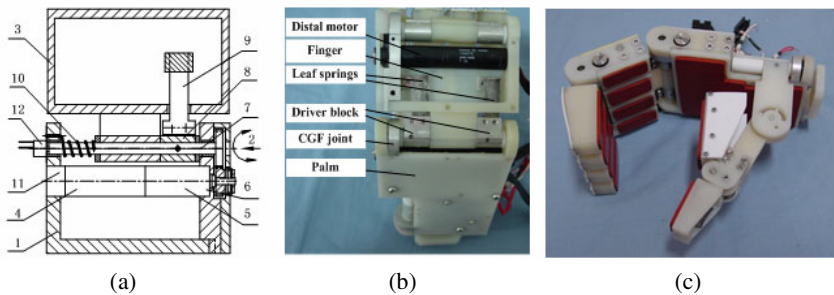 3
10
12
11
4
1
9
8
7
2
6
5
Distal motor
Finger
Leaf springs
Driver block
CGF joint
Palm
(a)
(b)
(c)